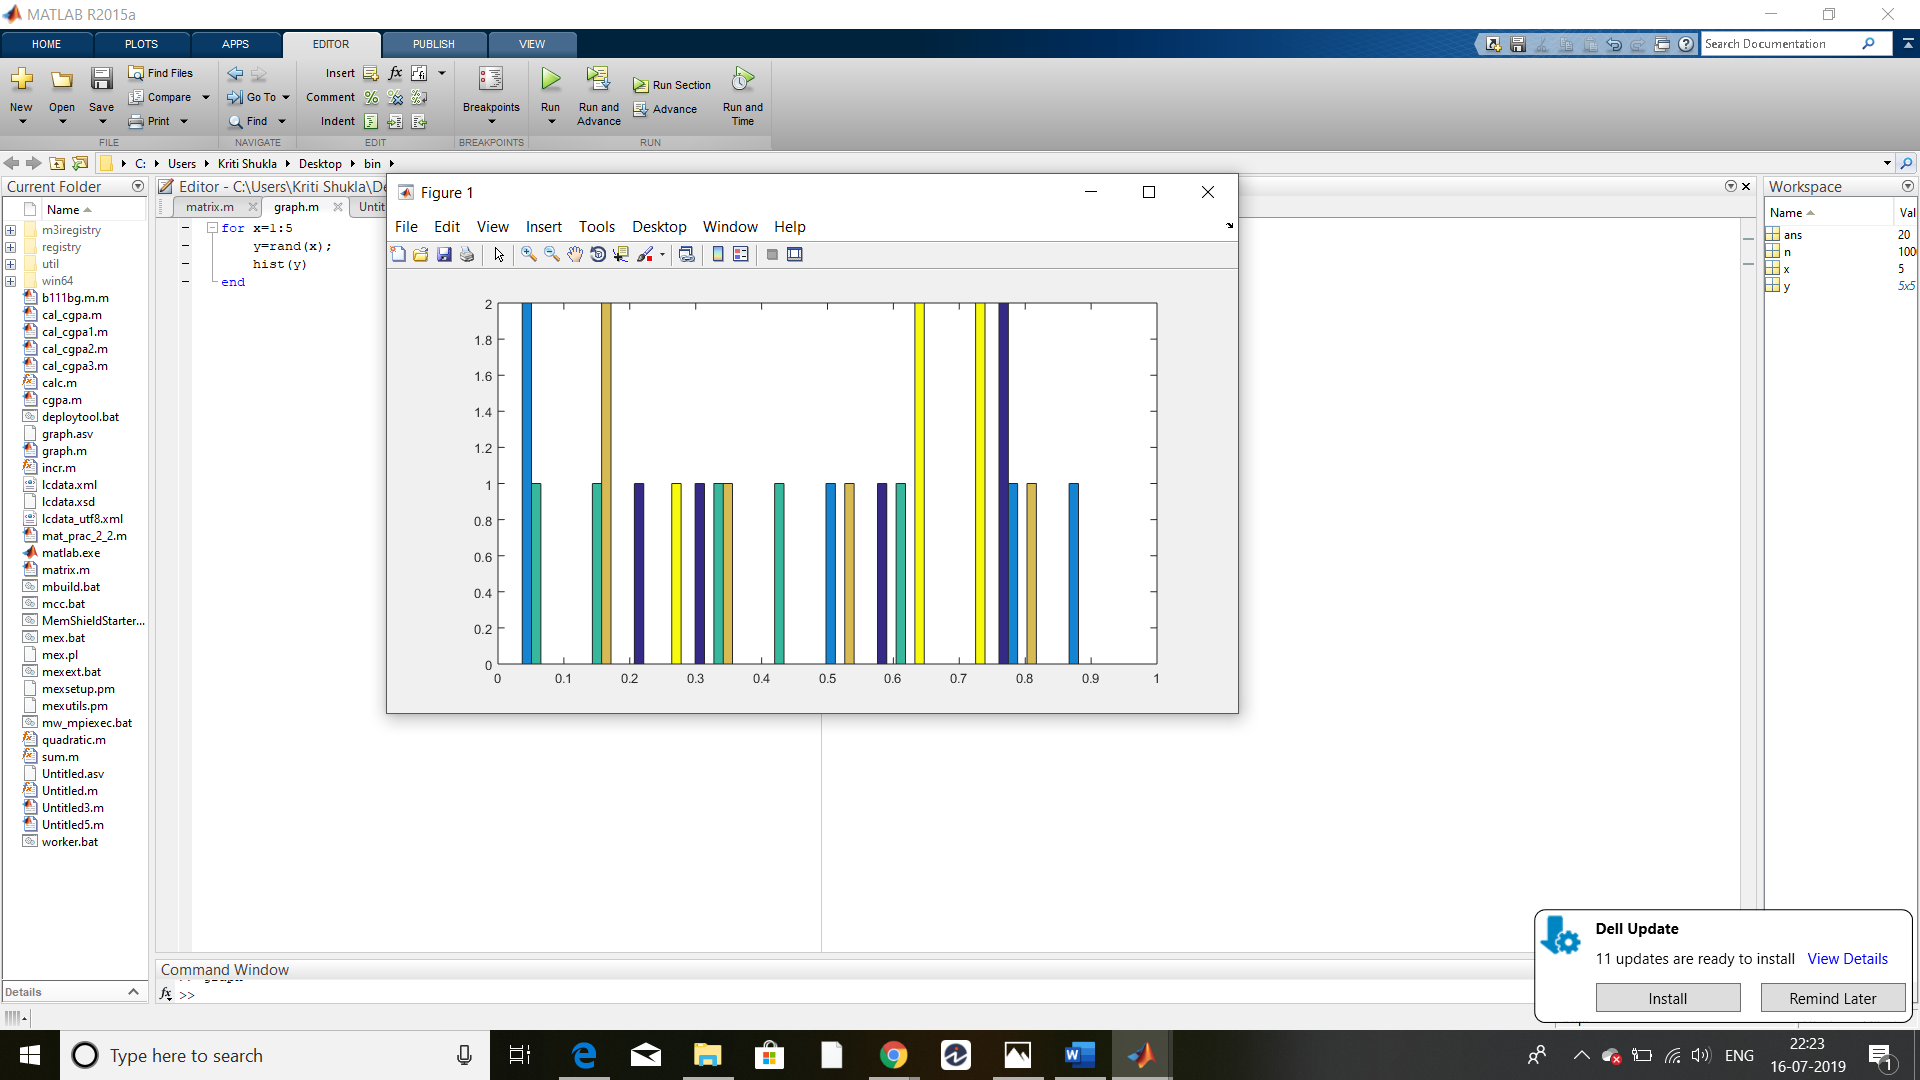 MATLAB R2015a
HOME PLOTS APPS EDITOR PUBLISH VIEW
Search Documentation
New Open Save Find Files Compare Print
FILE
Go To Find
NAVIGATE
Insert fx
Comment
Indent
EDIT
Breakpoints
BREAKPOINTS
Run Run and Advance Run Section Advance Run and Time
RUN
C: Users Kriti Shukla Desktop bin
Current Folder
Name
m3iregistry
registry
util
win64
b111bg.m.m
cal_cgpa.m
cal_cgpa1.m
cal_cgpa2.m
cal_cgpa3.m
calc.m
cgpa.m
deploytool.bat
graph.asv
graph.m
incr.m
lcdata.xml
lcdata.xsd
lcdata_utf8.xml
mat_prac_2_2.m
matlab.exe
matrix.m
mbuild.bat
mcc.bat
MemShieldStarter...
mex.bat
mex.pl
mexext.bat
mexsetup.pm
mexutils.pm
mw_mpiexec.bat
quadratic.m
sum.m
Untitled.asv
Untitled.m
Untitled3.m
Untitled5.m
worker.bat
Details
Editor - C:\Users\Kriti Shukla\De
matrix.m graph.m Untit
for x=1:5
y=rand(x);
hist(y)
end
Figure 1
File Edit View Insert Tools Desktop Window Help
2
1.8
1.6
1.4
1.2
1
0.8
0.6
0.4
0.2
0
0 0.1 0.2 0.3 0.4 0.5 0.6 0.7 0.8 0.9 1
Workspace
Name Val
ans 20
n 100
x 5
y 5x5
Command Window
fx >>
Dell Update
11 updates are ready to install View Details
Install Remind Later
Type here to search
ENG
22:23
16-07-2019
1